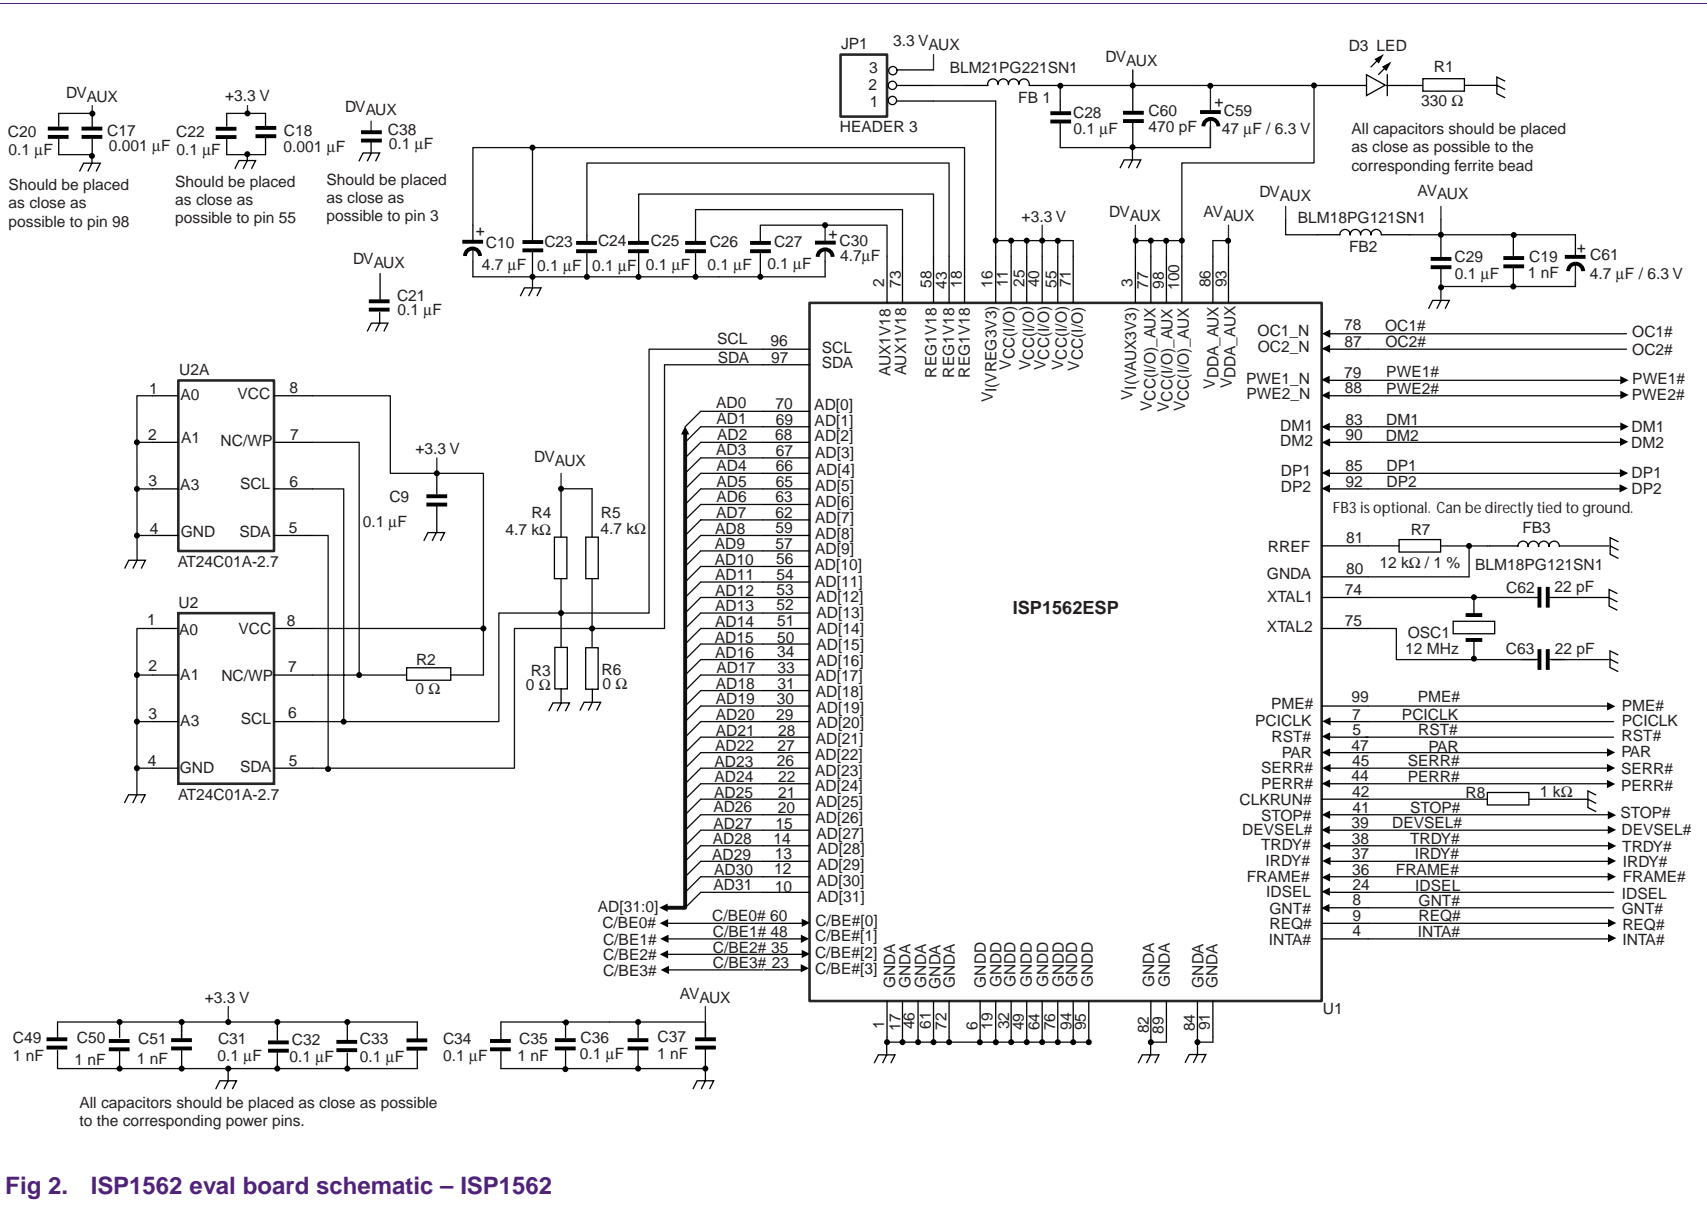 JP1
3.3 VAUX
3
2
1
HEADER 3
BLM21PG221SN1
FB 1
DVAUX
C28
0.1 μF
C60
470 pF
+
C59
47 μF / 6.3 V
D3 LED
R1
330 Ω
All capacitors should be placed
as close as possible to the
corresponding ferrite bead
DVAUX
C20
0.1 μF
C17
0.001 μF
Should be placed
as close as
possible to pin 98
+3.3 V
C22
0.1 μF
C18
0.001 μF
Should be placed
as close as
possible to pin 55
DVAUX
C38
0.1 μF
Should be placed
as close as
possible to pin 3
DVAUX
C21
0.1 μF
+
C10
4.7 μF
C23
0.1 μF
C24
0.1 μF
C25
0.1 μF
C26
0.1 μF
C27
0.1 μF
+
C30
4.7μF
+3.3 V
DVAUX
AVAUX
DVAUX
BLM18PG121SN1
FB2
AVAUX
C29
0.1 μF
C19
1 nF
+
C61
4.7 μF / 6.3 V
2 AUX1V18
73 AUX1V18
58 REG1V18
43 REG1V18
18 REG1V18
16 VI(VREG3V3)
11 VCC(I/O)
25 VCC(I/O)
40 VCC(I/O)
55 VCC(I/O)
71 VCC(I/O)
3 VI(VAUX3V3)
77 VCC(I/O)_AUX
98 VCC(I/O)_AUX
100 VCC(I/O)_AUX
86 VDDA_AUX
93 VDDA_AUX
U2A
1 A0 VCC 8
2 A1 NC/WP 7
3 A3 SCL 6
4 GND SDA 5
AT24C01A-2.7
U2
1 A0 VCC 8
2 A1 NC/WP 7
3 A3 SCL 6
4 GND SDA 5
AT24C01A-2.7
+3.3 V
C9
0.1 μF
R2
0 Ω
DVAUX
R4
4.7 kΩ
R5
4.7 kΩ
R3
0 Ω
R6
0 Ω
SCL 96 SCL
SDA 97 SDA
AD0 70 AD[0]
AD1 69 AD[1]
AD2 68 AD[2]
AD3 67 AD[3]
AD4 66 AD[4]
AD5 65 AD[5]
AD6 63 AD[6]
AD7 62 AD[7]
AD8 59 AD[8]
AD9 57 AD[9]
AD10 56 AD[10]
AD11 54 AD[11]
AD12 53 AD[12]
AD13 52 AD[13]
AD14 51 AD[14]
AD15 50 AD[15]
AD16 34 AD[16]
AD17 33 AD[17]
AD18 31 AD[18]
AD19 30 AD[19]
AD20 29 AD[20]
AD21 28 AD[21]
AD22 27 AD[22]
AD23 26 AD[23]
AD24 22 AD[24]
AD25 21 AD[25]
AD26 20 AD[26]
AD27 15 AD[27]
AD28 14 AD[28]
AD29 13 AD[29]
AD30 12 AD[30]
AD31 10 AD[31]
AD[31:0]
C/BE0# C/BE0# 60 C/BE#[0]
C/BE1# C/BE1# 48 C/BE#[1]
C/BE2# C/BE2# 35 C/BE#[2]
C/BE3# C/BE3# 23 C/BE#[3]
ISP1562ESP
OC1_N 78 OC1# OC1#
OC2_N 87 OC2# OC2#
PWE1_N 79 PWE1# PWE1#
PWE2_N 88 PWE2# PWE2#
DM1 83 DM1 DM1
DM2 90 DM2 DM2
DP1 85 DP1 DP1
DP2 92 DP2 DP2
FB3 is optional. Can be directly tied to ground.
RREF 81
R7
12 kΩ / 1 %
FB3
BLM18PG121SN1
GNDA 80
XTAL1 74
C62 22 pF
XTAL2 75
OSC1
12 MHz
C63 22 pF
PME# 99 PME# PME#
PCICLK 7 PCICLK PCICLK
RST# 5 RST# RST#
PAR 47 PAR PAR
SERR# 45 SERR# SERR#
PERR# 44 PERR# PERR#
CLKRUN# 42 R8 1 kΩ
STOP# 41 STOP# STOP#
DEVSEL# 39 DEVSEL# DEVSEL#
TRDY# 38 TRDY# TRDY#
IRDY# 37 IRDY# IRDY#
FRAME# 36 FRAME# FRAME#
IDSEL 24 IDSEL IDSEL
GNT# 8 GNT# GNT#
REQ# 9 REQ# REQ#
INTA# 4 INTA# INTA#
U1
GNDA 1
GNDA 17
GNDA 46
GNDA 61
GNDA 72
GNDD 6
GNDD 19
GNDD 32
GNDD 49
GNDD 64
GNDD 76
GNDD 94
GNDD 95
GNDA 82
GNDA 89
GNDA 84
GNDA 91
+3.3 V
C49
1 nF
C50
1 nF
C51
1 nF
C31
0.1 μF
C32
0.1 μF
C33
0.1 μF
AVAUX
C34
0.1 μF
C35
1 nF
C36
0.1 μF
C37
1 nF
All capacitors should be placed as close as possible
to the corresponding power pins.
Fig 2. ISP1562 eval board schematic – ISP1562